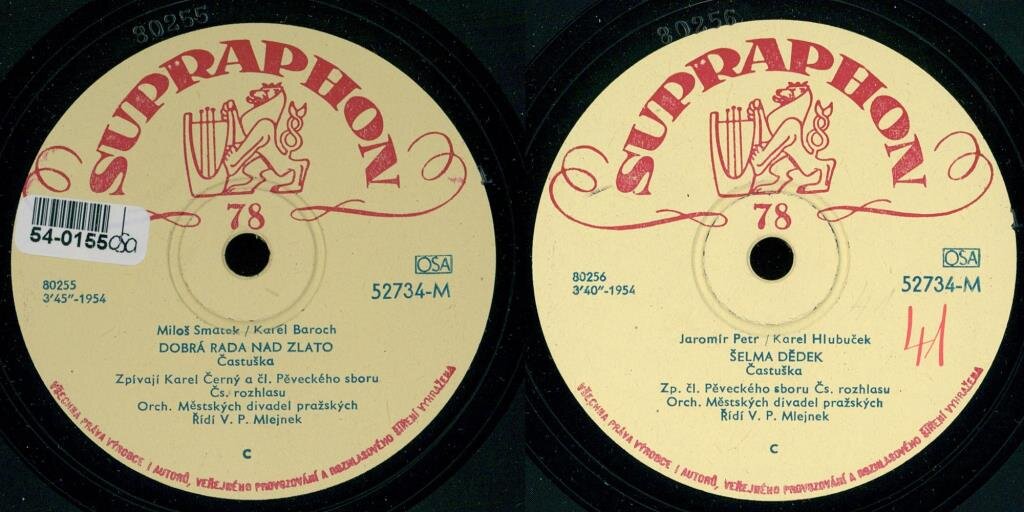 80255
SUPRAPHON
78
54-0155
OSA
80255
3'45"-1954
52734-M
Miloš Smatek / Karel Baroch
DOBRÁ RADA NAD ZLATO
Častuška
Zpívají Karel Černý a čl. Pěveckého sboru
Čs. rozhlasu
Orch. Městských divadel pražských
Řídí V. P. Mlejnek
C
VŠECHNA PRÁVA VÝROBCE I AUTORŮ, VEŘEJNÉHO PROVOZOVÁNÍ A ROZHLASOVÉHO ŠÍŘENÍ VYHRAŽENA
80256
SUPRAPHON
78
OSA
80256
3'40"-1954
52734-M
41
Jaromír Petr / Karel Hlubuček
ŠELMA DĚDEK
Častuška
Zp. čl. Pěveckého sboru Čs. rozhlasu
Orch. Městských divadel pražských
Řídí V. P. Mlejnek
C
VŠECHNA PRÁVA VÝROBCE I AUTORŮ, VEŘEJNÉHO PROVOZOVÁNÍ A ROZHLASOVÉHO ŠÍŘENÍ VYHRAŽENA